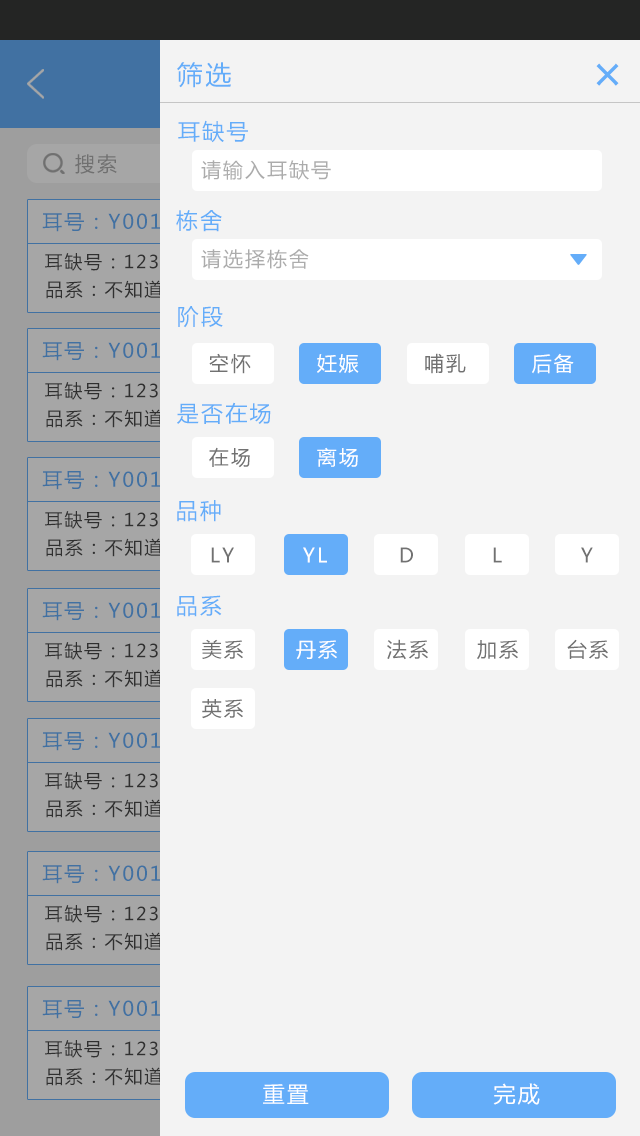 筛选
耳缺号
请输入耳缺号
栋舍
请选择栋舍
阶段
空怀 妊娠 哺乳 后备
是否在场
在场 离场
品种
LY YL D L Y
品系
美系 丹系 法系 加系 台系
英系
重置 完成
搜索
耳号：Y001
耳缺号：123
品系：不知道
耳号：Y001
耳缺号：123
品系：不知道
耳号：Y001
耳缺号：123
品系：不知道
耳号：Y001
耳缺号：123
品系：不知道
耳号：Y001
耳缺号：123
品系：不知道
耳号：Y001
耳缺号：123
品系：不知道
耳号：Y001
耳缺号：123
品系：不知道